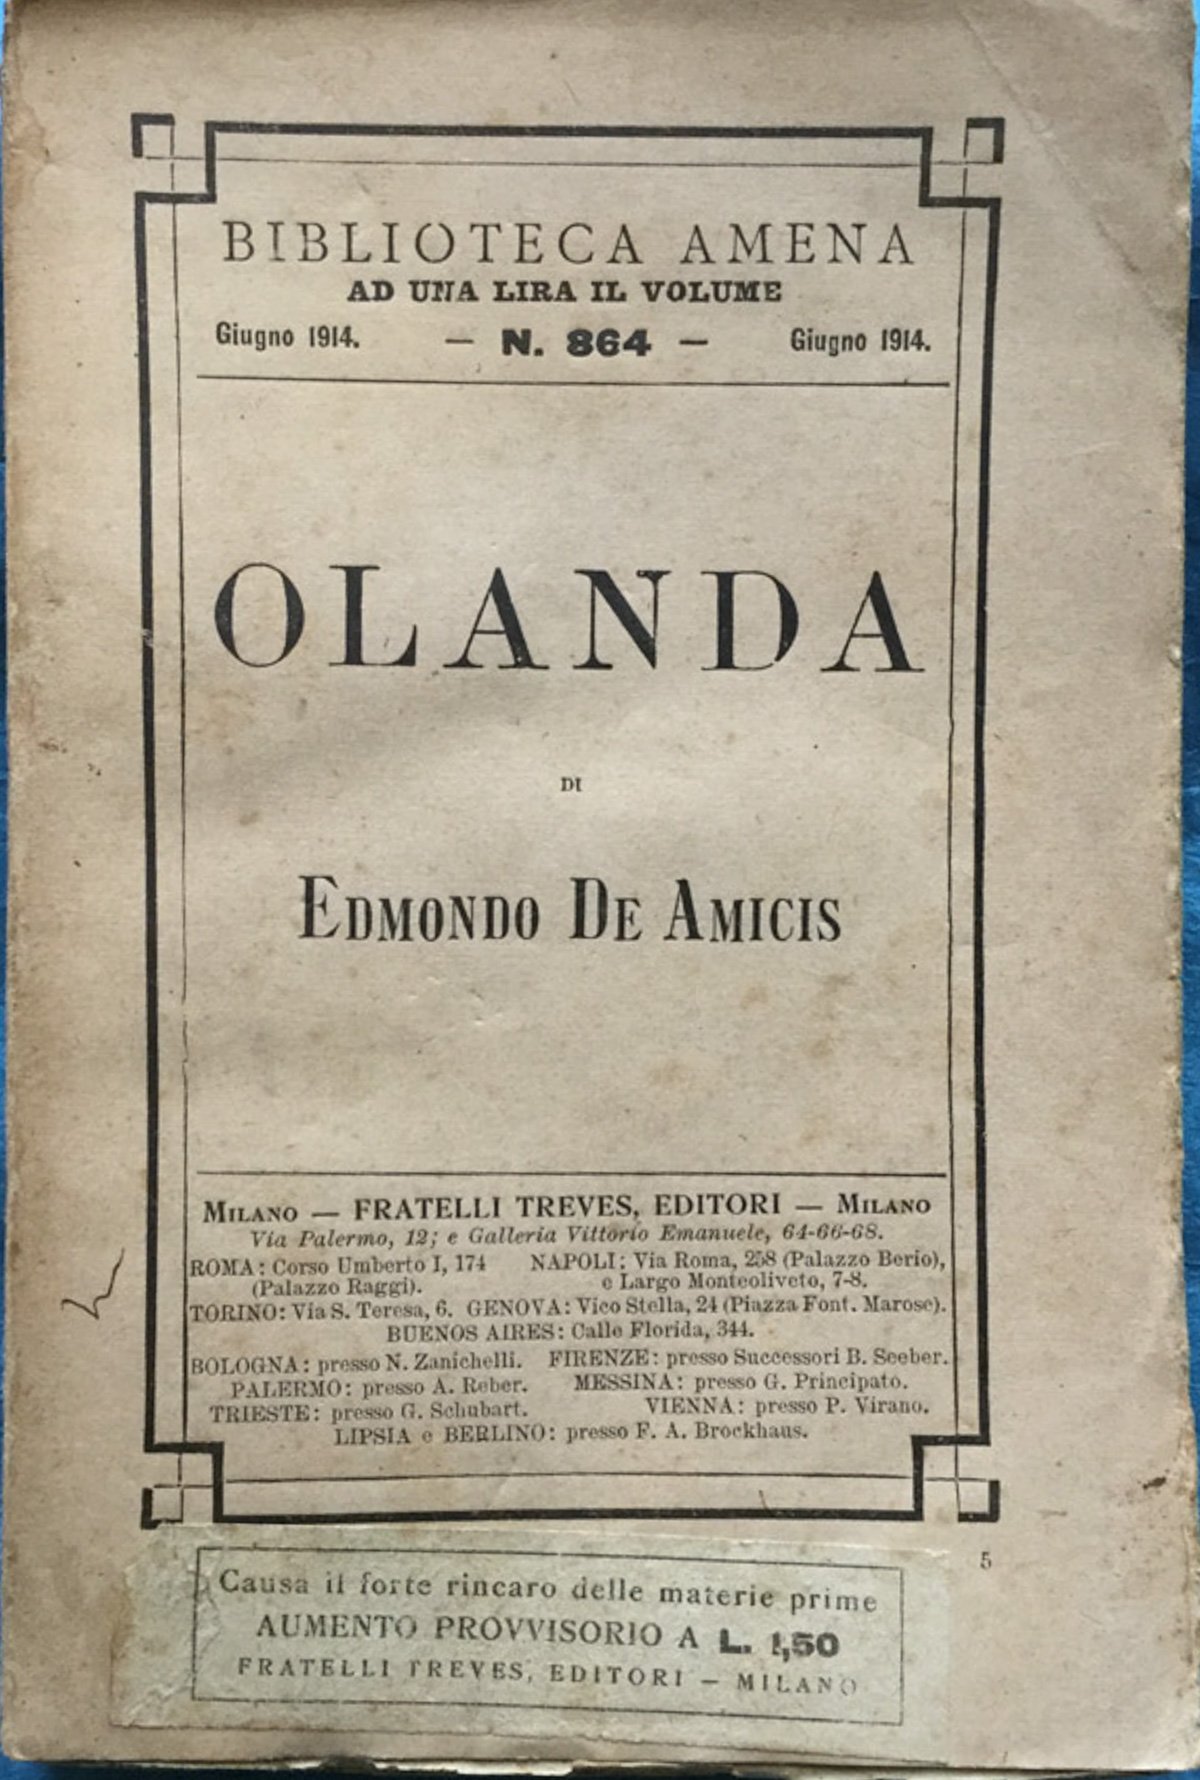 BIBLIOTECA AMENA
AD UNA LIRA IL VOLUME
Giugno 1914. — N. 864 — Giugno 1914.
OLANDA
DI
EDMONDO DE AMICIS
MILANO — FRATELLI TREVES, EDITORI — MILANO
Via Palermo, 12; e Galleria Vittorio Emanuele, 64-66-68.
ROMA: Corso Umberto I, 174 NAPOLI: Via Roma, 258 (Palazzo Berio),
(Palazzo Raggi). e Largo Monteoliveto, 7-8.
TORINO: Via S. Teresa, 6. GENOVA: Vico Stella, 24 (Piazza Font. Marose).
BUENOS AIRES: Calle Florida, 344.
BOLOGNA: presso N. Zanichelli. FIRENZE: presso Successori B. Seeber.
PALERMO: presso A. Reber. MESSINA: presso G. Principato.
TRIESTE: presso G. Schubart. VIENNA: presso P. Virano.
LIPSIA e BERLINO: presso F. A. Brockhaus.
5
Causa il forte rincaro delle materie prime
AUMENTO PROVVISORIO A L. 1,50
FRATELLI TREVES, EDITORI — MILANO